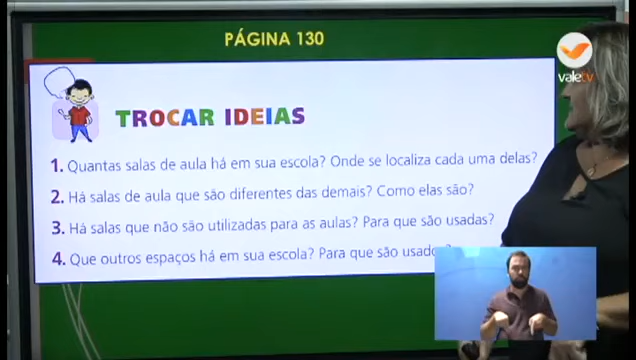 PÁGINA 130
valetv
TROCAR IDEIAS
1. Quantas salas de aula há em sua escola? Onde se localiza cada uma delas?
2. Há salas de aula que são diferentes das demais? Como elas são?
3. Há salas que não são utilizadas para as aulas? Para que são usadas?
4. Que outros espaços há em sua escola? Para que são usado ?